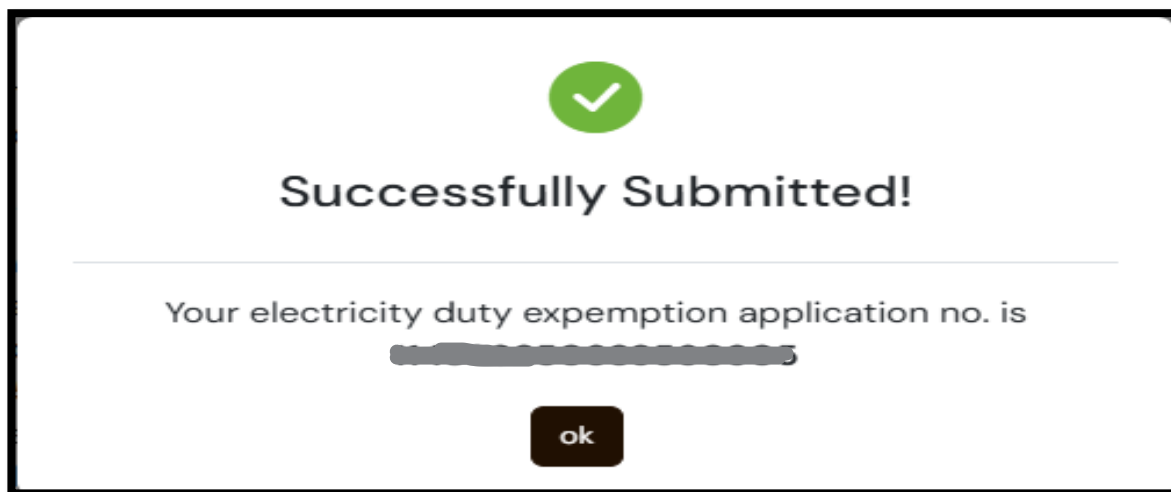 Successfully Submitted!
Your electricity duty expemption application no. is
ok